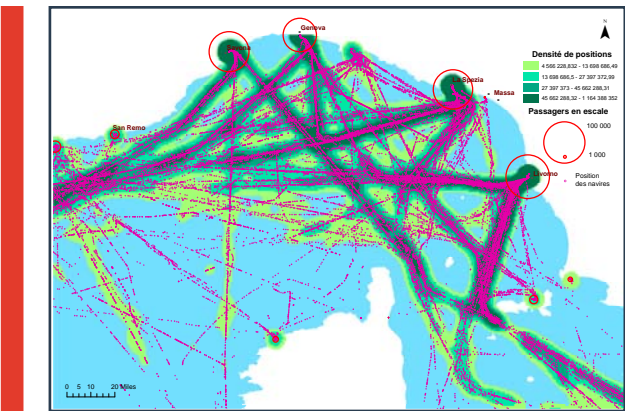 N
Genova
Savona
La Spezia
Massa
San Remo
Livorno
Densité de positions
4 566 228,832 - 13 698 686,49
13 698 686,5 - 27 397 372,99
27 397 373 - 45 662 288,31
45 662 288,32 - 1 164 388 352
Passagers en escale
100 000
1 000
Position
des navires
0 5 10 20 Miles